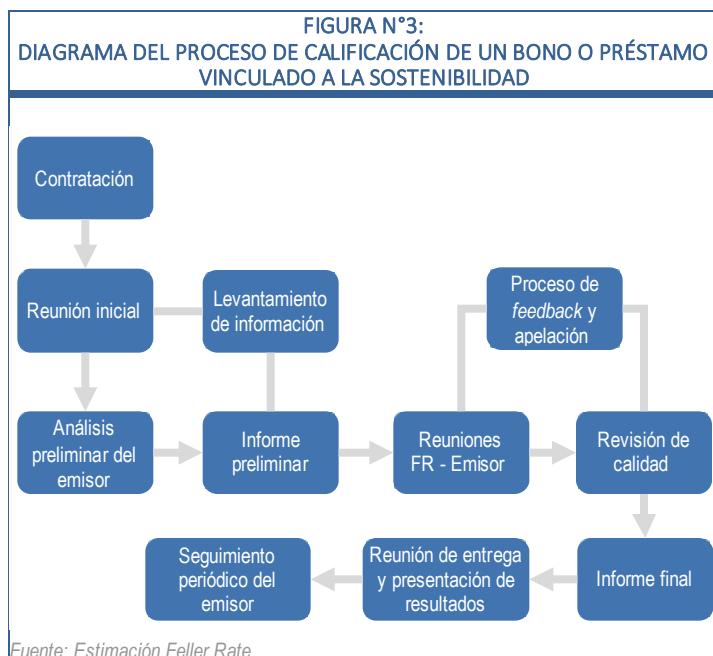 FIGURA N°3:
DIAGRAMA DEL PROCESO DE CALIFICACIÓN DE UN BONO O PRÉSTAMO
VINCULADO A LA SOSTENIBILIDAD
Contratación
Reunión inicial
Levantamiento
de información
Proceso de
feedback y
apelación
Análisis
preliminar del
emisor
Informe
preliminar
Reuniones
FR - Emisor
Revisión de
calidad
Seguimiento
periódico del
emisor
Reunión de entrega
y presentación de
resultados
Informe final
Fuente: Estimación Feller Rate